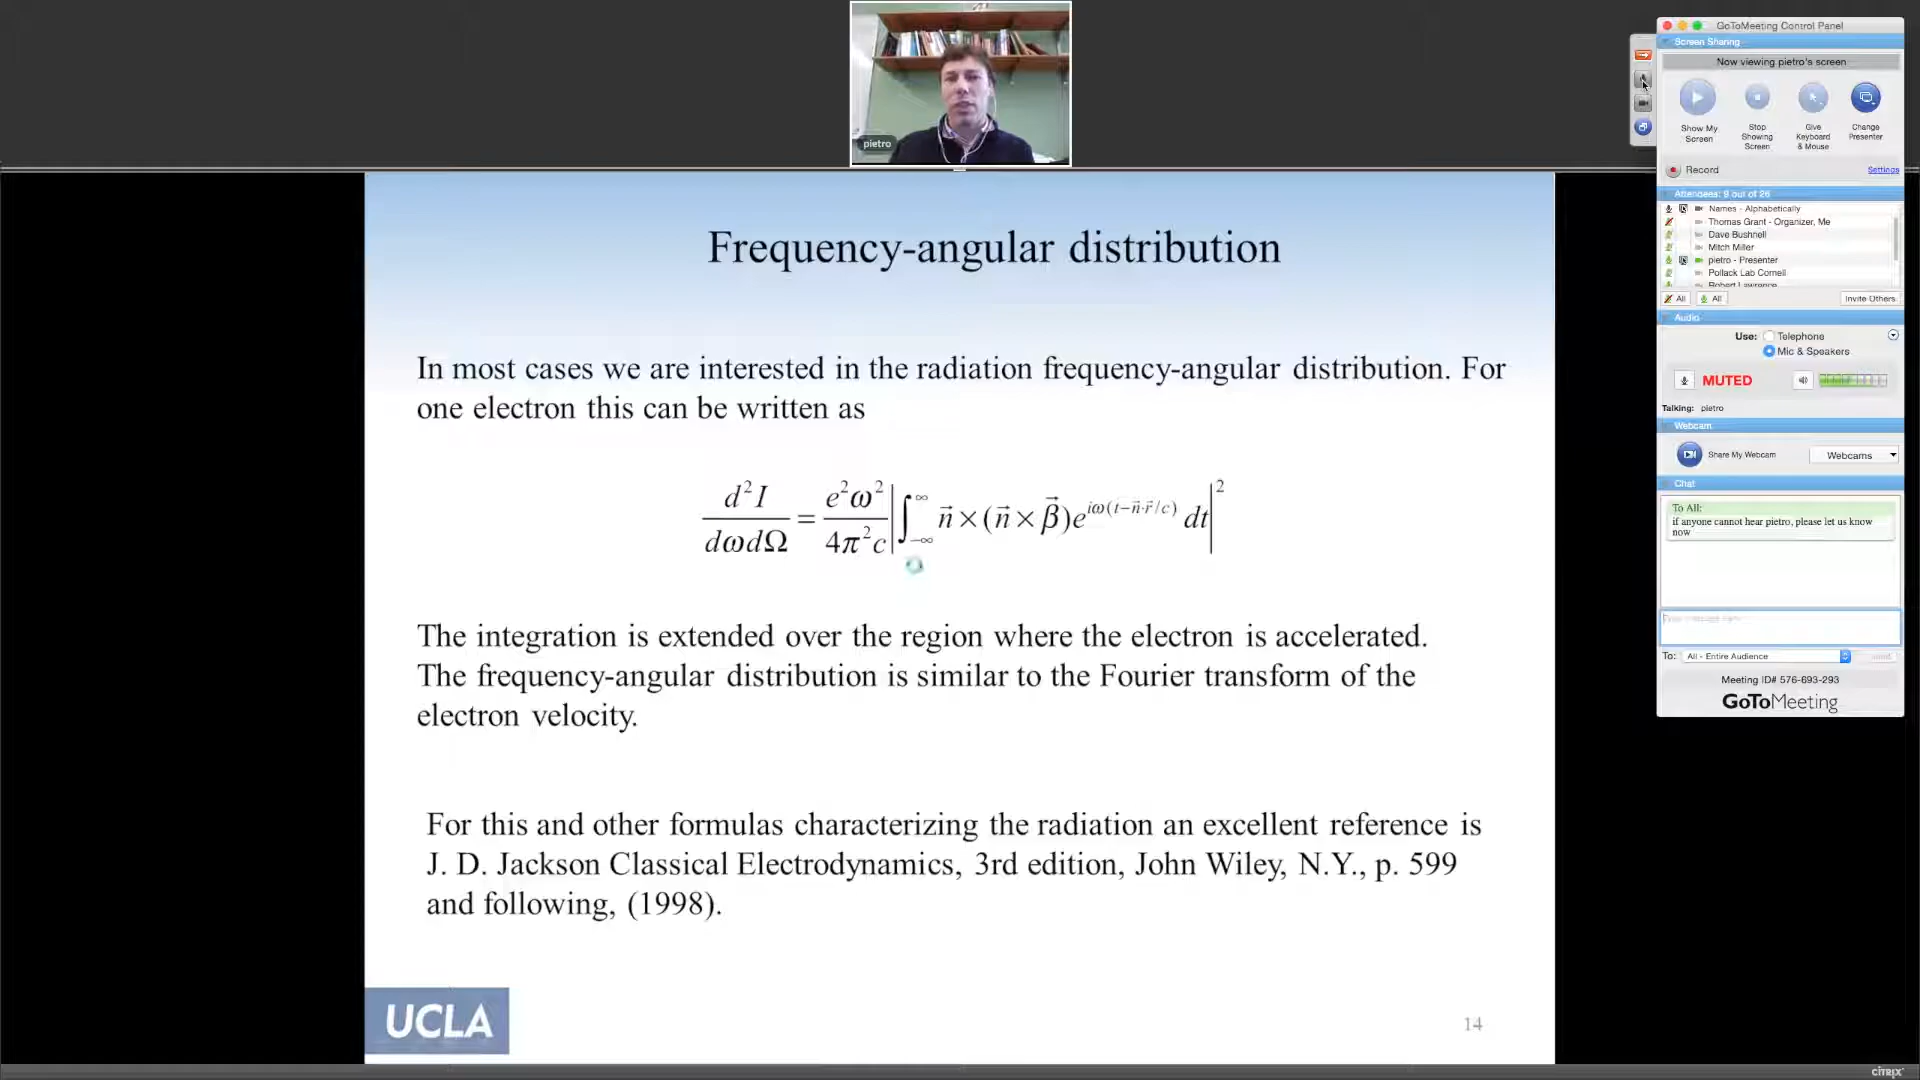 pietro
Frequency-angular distribution
In most cases we are interested in the radiation frequency-angular distribution. For
one electron this can be written as
d²I / dωdΩ = e²ω² / 4π²c |∫_{-∞}^{∞} n⃗ × (n⃗ × β⃗)e^{iω(t−n⃗·r⃗/c)} dt|²
The integration is extended over the region where the electron is accelerated.
The frequency-angular distribution is similar to the Fourier transform of the
electron velocity.
For this and other formulas characterizing the radiation an excellent reference is
J. D. Jackson Classical Electrodynamics, 3rd edition, John Wiley, N.Y., p. 599
and following, (1998).
UCLA
14
GoToMeeting Control Panel
Screen Sharing
Now viewing pietro's screen
Show My
Screen
Stop
Showing
Screen
Give
Keyboard
& Mouse
Change
Presenter
Record
Settings
Attendees: 9 out of 26
Names - Alphabetically
Thomas Grant - Organizer, Me
Dave Bushnell
Mitch Miller
pietro - Presenter
Pollack Lab Cornell
Robert Lawrence
All
All
Invite Others
Audio
Use: Telephone
Mic & Speakers
MUTED
Talking: pietro
Webcam
Share My Webcam
Webcams
Chat
To All:
if anyone cannot hear pietro, please let us know
now
To: All - Entire Audience
Meeting ID# 576-693-293
GoToMeeting
CITRIX